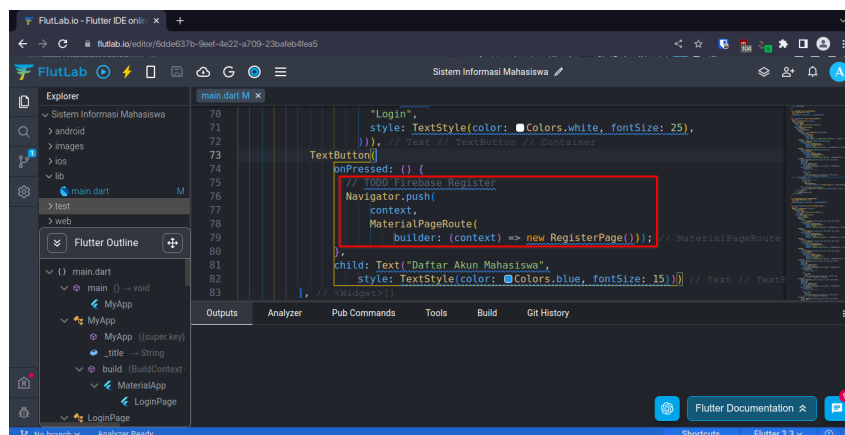 FlutLab.io - Flutter IDE onlin
flutlab.io/editor/6dde637b-9eef-4e22-a709-23bafeb4fea5
104
FlutLab
Sistem Informasi Mahasiswa
A
Explorer
main.dart M
Sistem Informasi Mahasiswa
android
images
ios
lib
main.dart M
test
web
1
70 "Login",
71 style: TextStyle(color: Colors.white, fontSize: 25),
72 ))), // Text // TextButton // Container
73 TextButton(
74 onPressed: () {
75 // TODO Firebase Register
76 Navigator.push(
77 context,
78 MaterialPageRoute(
79 builder: (context) => new RegisterPage())); // MaterialPageRoute
80 },
81 child: Text("Daftar Akun Mahasiswa",
82 style: TextStyle(color: Colors.blue, fontSize: 15))) // Text // TextB
83 ], // <Widget>[]
Flutter Outline
{} main.dart
main () → void
MyApp
MyApp
MyApp ({super.key}
_title → String
build (BuildContext
MaterialApp
LoginPage
LoginPage
Outputs Analyzer Pub Commands Tools Build Git History
Flutter Documentation
No branch Analyzer Ready
Shortcuts Flutter 3.3